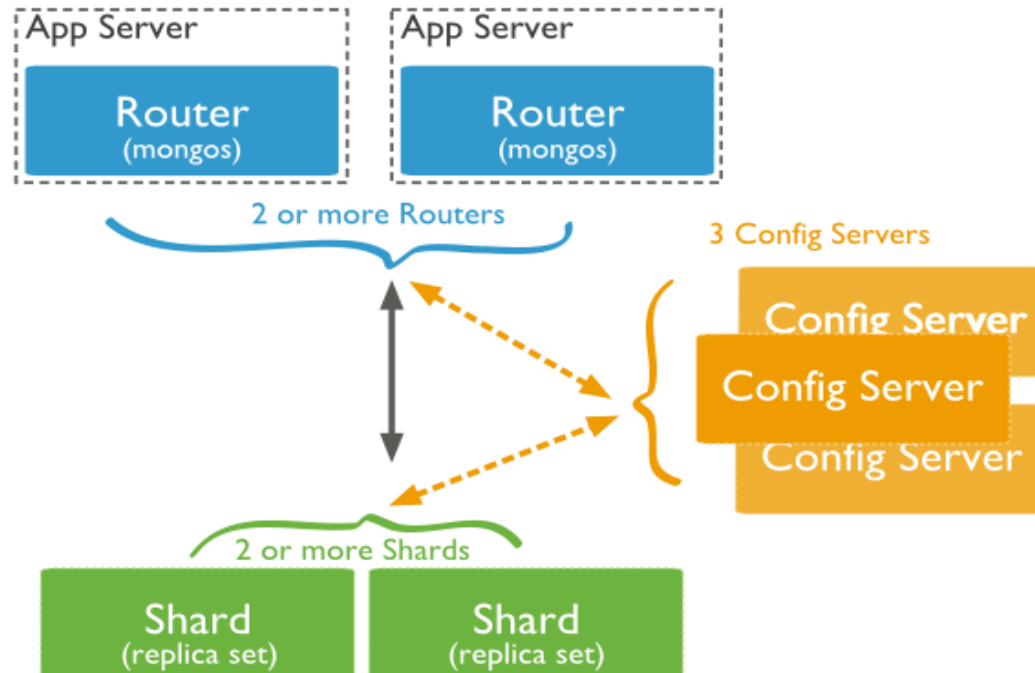 App Server
Router
(mongos)
App Server
Router
(mongos)
2 or more Routers
3 Config Servers
Config Server
Config Server
Config Server
2 or more Shards
Shard
(replica set)
Shard
(replica set)